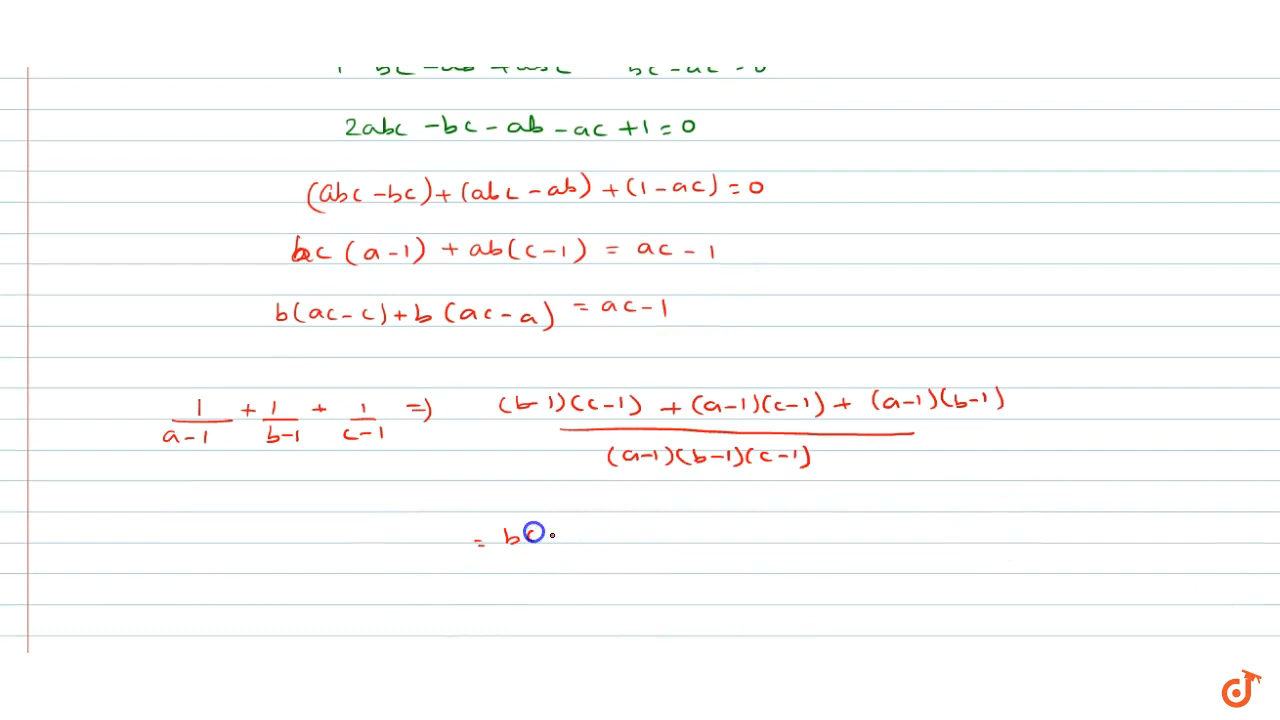 2abc - bc - ab - ac + 1 = 0
(abc - bc) + (abc - ab) + (1 - ac) = 0
bc (a - 1) + ab (c - 1) = ac - 1
b(ac - c) + b (ac - a) = ac - 1
1/(a-1) + 1/(b-1) + 1/(c-1) => ((b-1)(c-1) + (a-1)(c-1) + (a-1)(b-1)) / ((a-1)(b-1)(c-1))
= bc